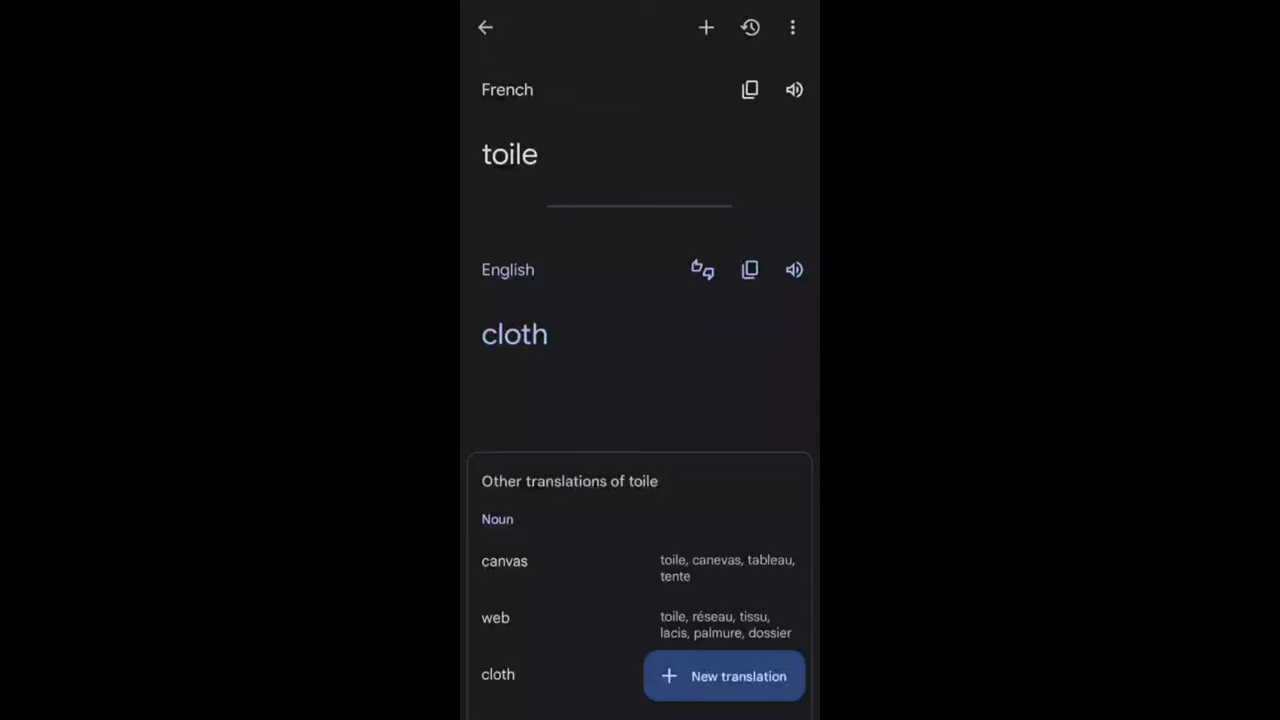 French
toile
English
cloth
Other translations of toile
Noun
canvas
toile, canevas, tableau,
tente
web
toile, réseau, tissu,
lacis, palmure, dossier
cloth
New translation